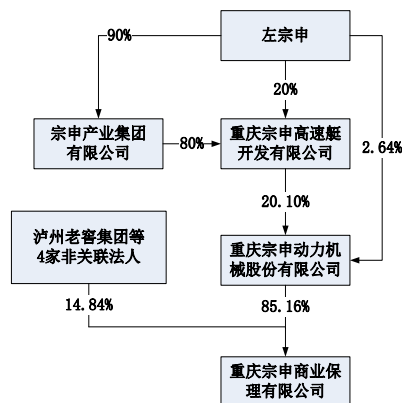 左宗申
90%
20%
宗申产业集团
有限公司
80%
重庆宗申高速艇
开发有限公司
2.64%
20.10%
泸州老窖集团等
4家非关联法人
重庆宗申动力机
械股份有限公司
14.84%
85.16%
重庆宗申商业保
理有限公司